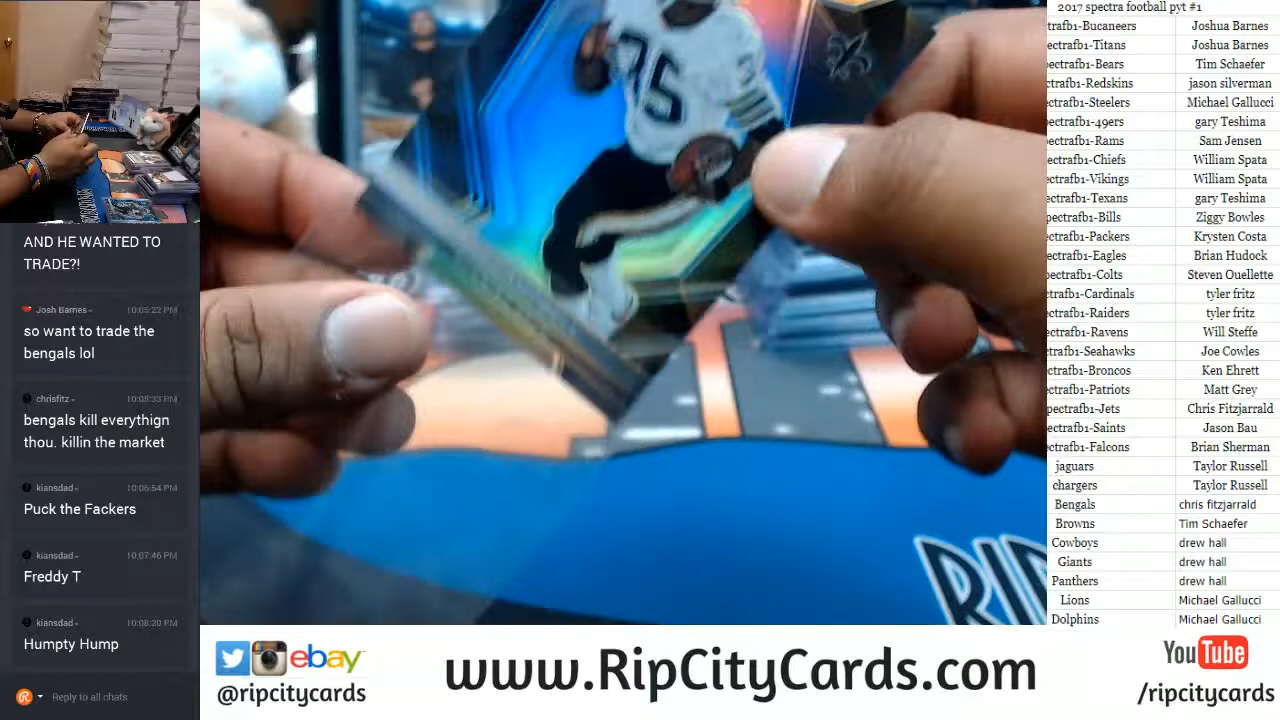 AND HE WANTED TO
TRADE?!
Josh Barnes
10:05:22 PM
so want to trade the
bengals lol
chrisfitz
10:05:33 PM
bengals kill everythign
thou. killin the market
kiansdad
10:06:54 PM
Puck the Fackers
kiansdad
10:07:46 PM
Freddy T
kiansdad
10:08:20 PM
Humpty Hump
Reply to all chats
35
RIP
@ripcitycards
ebay
www.RipCityCards.com
YouTube
/ripcitycards
2017 spectra football pyt #1
trafb1-Bucaneers Joshua Barnes
ectrafb1-Titans Joshua Barnes
ectrafb1-Bears Tim Schaefer
ectrafb1-Redskins jason silverman
ectrafb1-Steelers Michael Gallucci
ectrafb1-49ers gary Teshima
ectrafb1-Rams Sam Jensen
ectrafb1-Chiefs William Spata
ectrafb1-Vikings William Spata
ectrafb1-Texans gary Teshima
pectrafb1-Bills Ziggy Bowles
ectrafb1-Packers Krysten Costa
ectrafb1-Eagles Brian Hudock
ectrafb1-Colts Steven Ouellette
ctrafb1-Cardinals tyler fritz
ectrafb1-Raiders tyler fritz
ectrafb1-Ravens Will Steffe
ctrafb1-Seahawks Joe Cowles
ectrafb1-Broncos Ken Ehrett
ectrafb1-Patriots Matt Grey
pectrafb1-Jets Chris Fitzjarrald
ectrafb1-Saints Jason Bau
ectrafb1-Falcons Brian Sherman
jaguars Taylor Russell
chargers Taylor Russell
Bengals chris fitzjarrald
Browns Tim Schaefer
Cowboys drew hall
Giants drew hall
Panthers drew hall
Lions Michael Gallucci
Dolphins Michael Gallucci